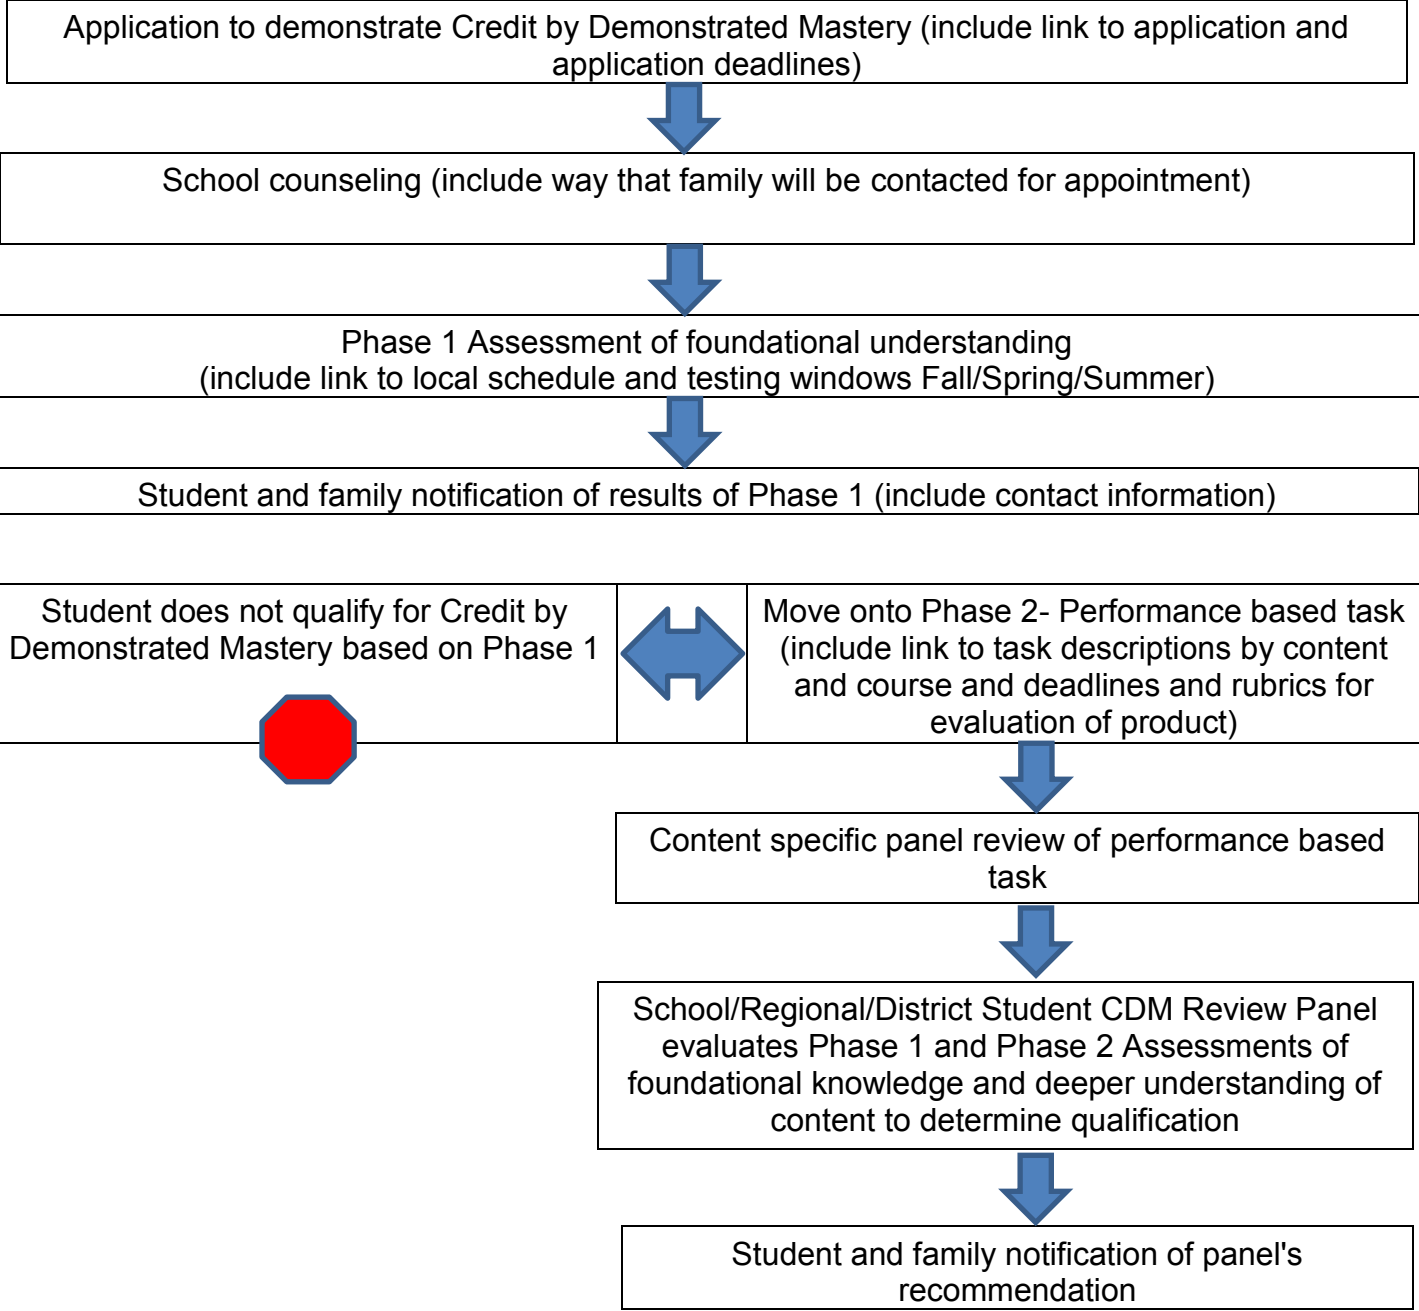 Application to demonstrate Credit by Demonstrated Mastery (include link to application and
application deadlines)
School counseling (include way that family will be contacted for appointment)
Phase 1 Assessment of foundational understanding
(include link to local schedule and testing windows Fall/Spring/Summer)
Student and family notification of results of Phase 1 (include contact information)
Student does not qualify for Credit by
Demonstrated Mastery based on Phase 1
Move onto Phase 2- Performance based task
(include link to task descriptions by content
and course and deadlines and rubrics for
evaluation of product)
Content specific panel review of performance based
task
School/Regional/District Student CDM Review Panel
evaluates Phase 1 and Phase 2 Assessments of
foundational knowledge and deeper understanding of
content to determine qualification
Student and family notification of panel's
recommendation